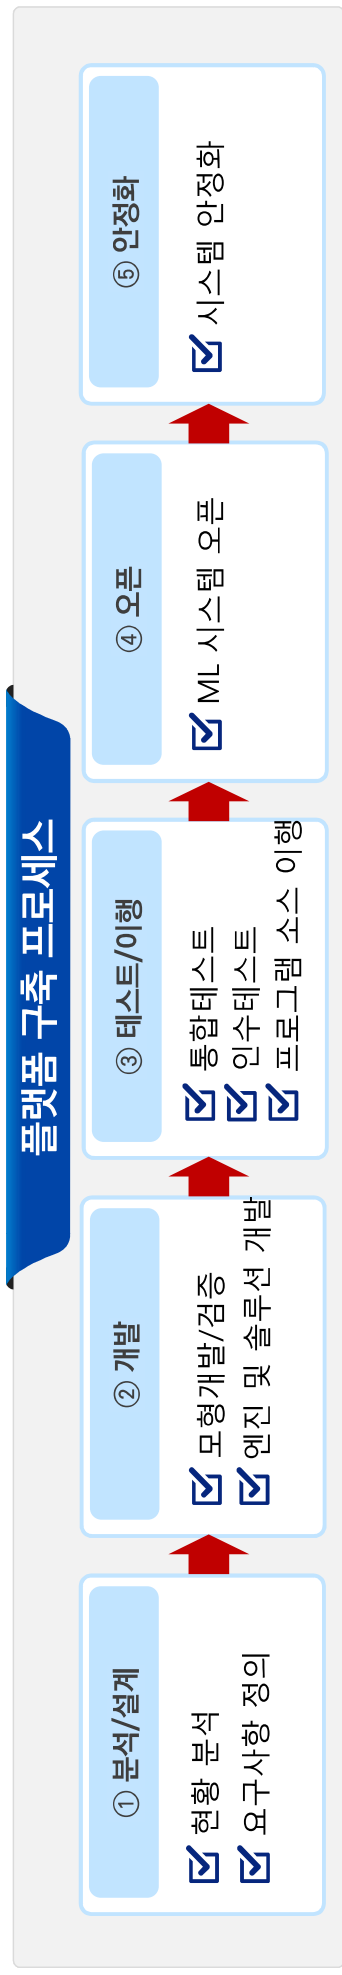 플랫폼 구축 프로세스
① 분석/설계
현황 분석
요구사항 정의
② 개발
모형개발/검증
엔진 및 솔루션 개발
③ 테스트/이행
통합테스트
인수테스트
프로그램 소스 이행
④ 오픈
ML 시스템 오픈
⑤ 안정화
시스템 안정화